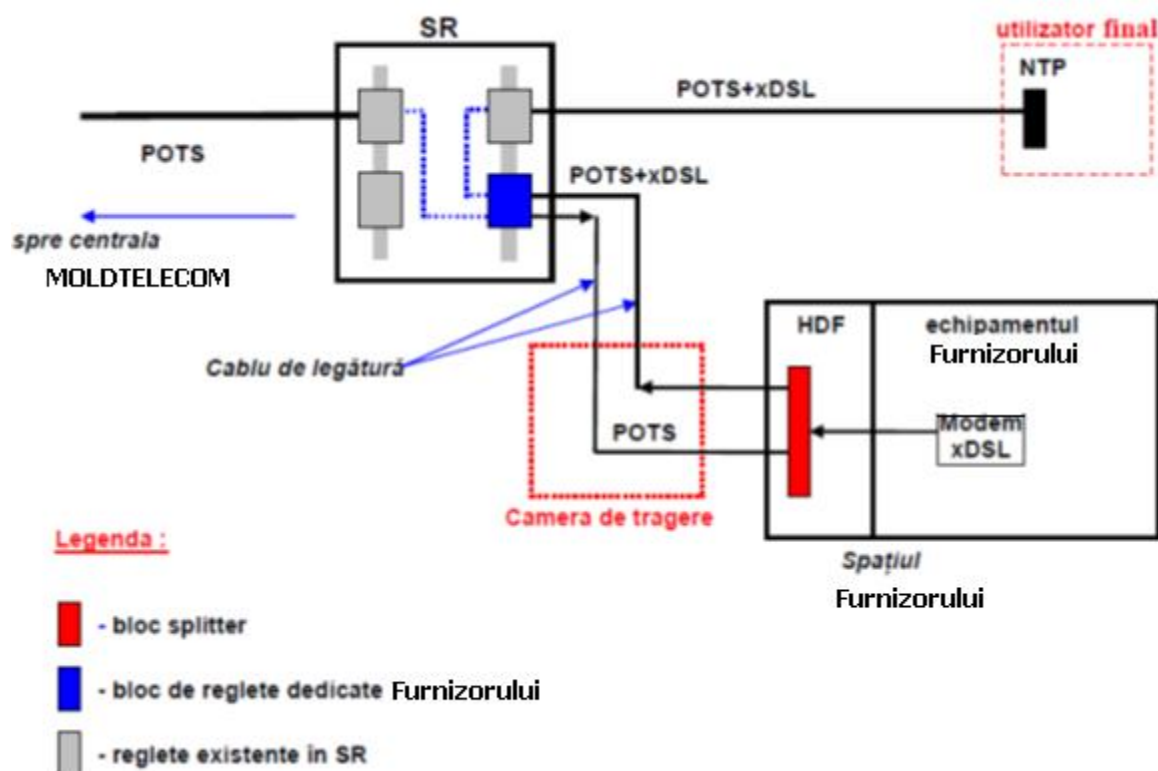 SR
utilizator final
NTP
POTS+xDSL
POTS
POTS+xDSL
spre centrala
MOLDTELECOM
HDF
echipamentul
Furnizorului
Cablu de legătură
Modem
xDSL
POTS
Camera de tragere
Legenda :
Spațiul
Furnizorului
- bloc splitter
- bloc de reglete dedicate Furnizorului
- reglete existente în SR